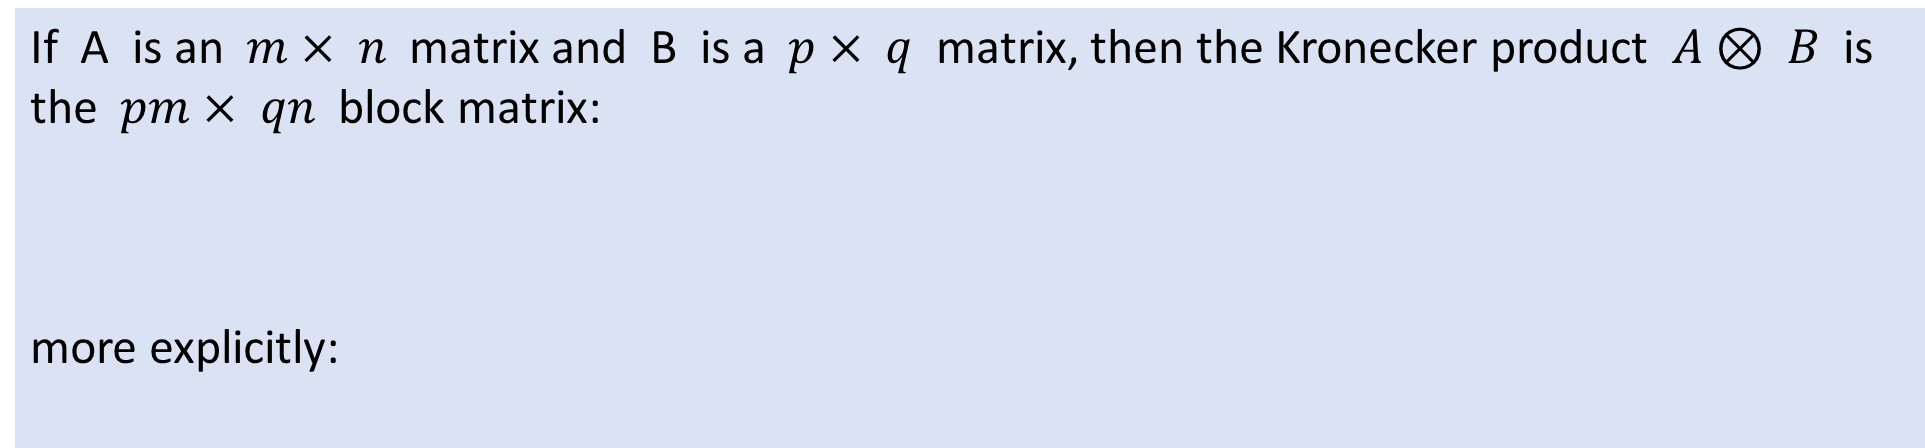 If A is an m × n matrix and B is a p × q matrix, then the Kronecker product A ⊗ B is
the pm × qn block matrix:
more explicitly: